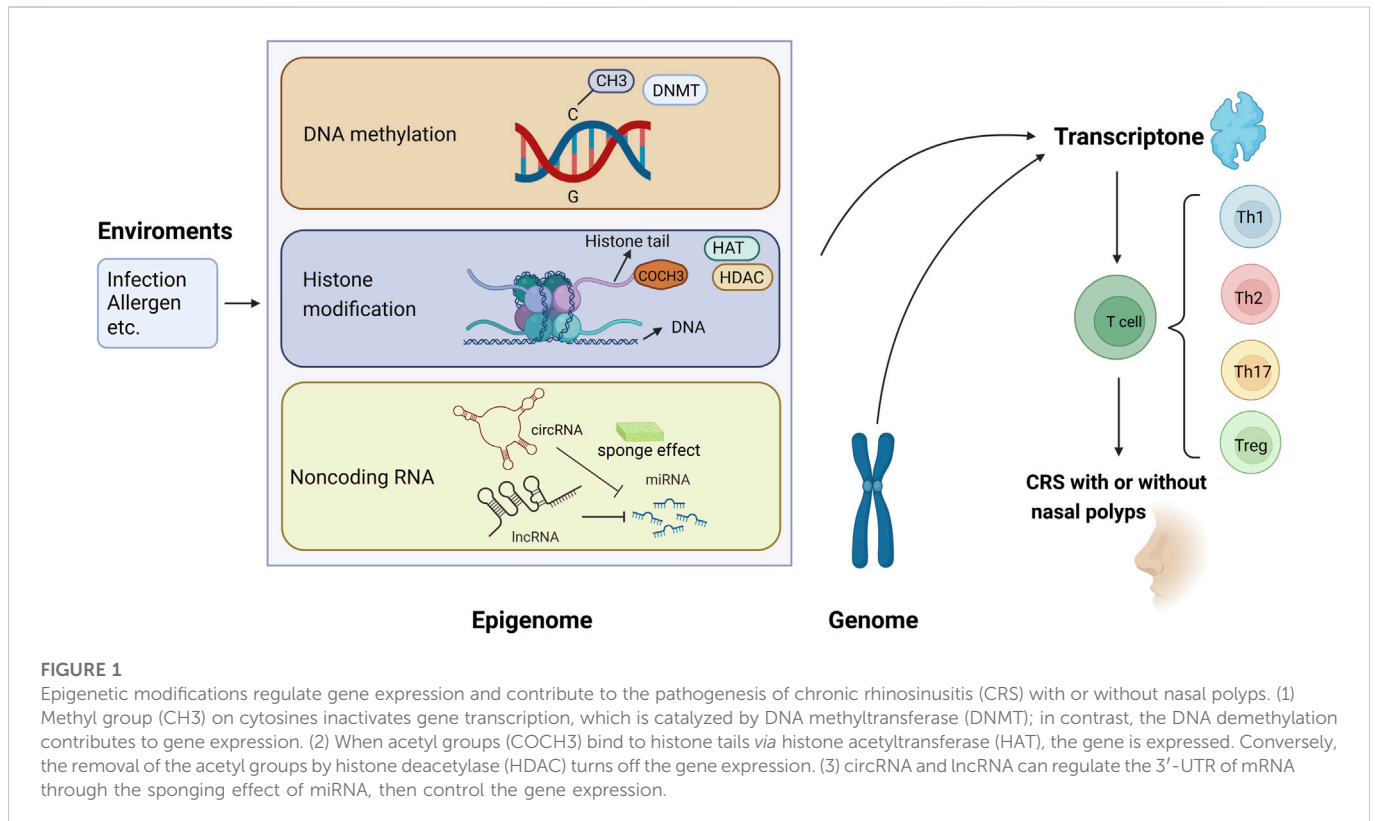 CH3
DNMT
C
DNA methylation
G
Enviroments
Infection
Allergen
etc.
Histone tail
HAT
COCH3
HDAC
Histone
modification
DNA
circRNA
sponge effect
Noncoding RNA
miRNA
lncRNA
Epigenome
Genome
Transcriptone
Th1
Th2
T cell
Th17
Treg
CRS with or without
nasal polyps
FIGURE 1
Epigenetic modifications regulate gene expression and contribute to the pathogenesis of chronic rhinosinusitis (CRS) with or without nasal polyps. (1)
Methyl group (CH3) on cytosines inactivates gene transcription, which is catalyzed by DNA methyltransferase (DNMT); in contrast, the DNA demethylation
contributes to gene expression. (2) When acetyl groups (COCH3) bind to histone tails via histone acetyltransferase (HAT), the gene is expressed. Conversely,
the removal of the acetyl groups by histone deacetylase (HDAC) turns off the gene expression. (3) circRNA and lncRNA can regulate the 3′-UTR of mRNA
through the sponging effect of miRNA, then control the gene expression.